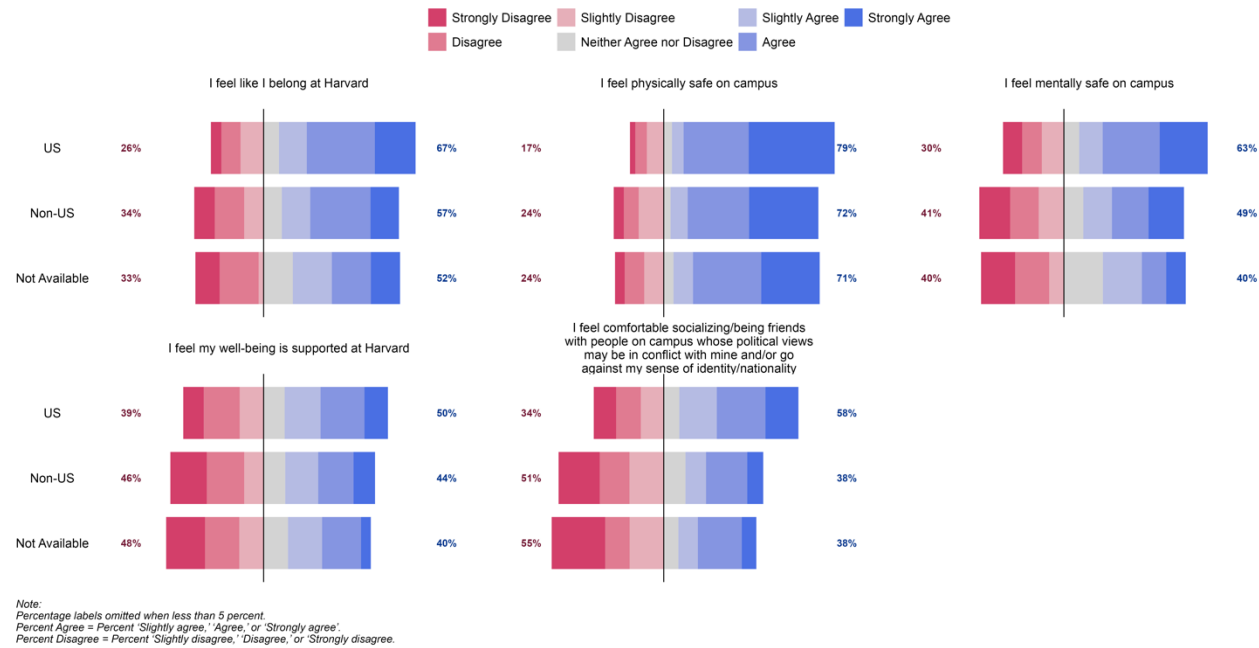 Strongly Disagree Slightly Disagree Slightly Agree Strongly Agree
Disagree Neither Agree nor Disagree Agree
I feel like I belong at Harvard I feel physically safe on campus I feel mentally safe on campus
US 26% 67% 17% 79% 30% 63%
Non-US 34% 57% 24% 72% 41% 49%
Not Available 33% 52% 24% 71% 40% 40%
I feel my well-being is supported at Harvard
I feel comfortable socializing/being friends
with people on campus whose political views
may be in conflict with mine and/or go
against my sense of identity/nationality
US 39% 50% 34% 58%
Non-US 46% 44% 51% 38%
Not Available 48% 40% 55% 38%
Note:
Percentage labels omitted when less than 5 percent.
Percent Agree = Percent ‘Slightly agree,’ ‘Agree,’ or ‘Strongly agree’.
Percent Disagree = Percent ‘Slightly disagree,’ ‘Disagree,’ or ‘Strongly disagree.